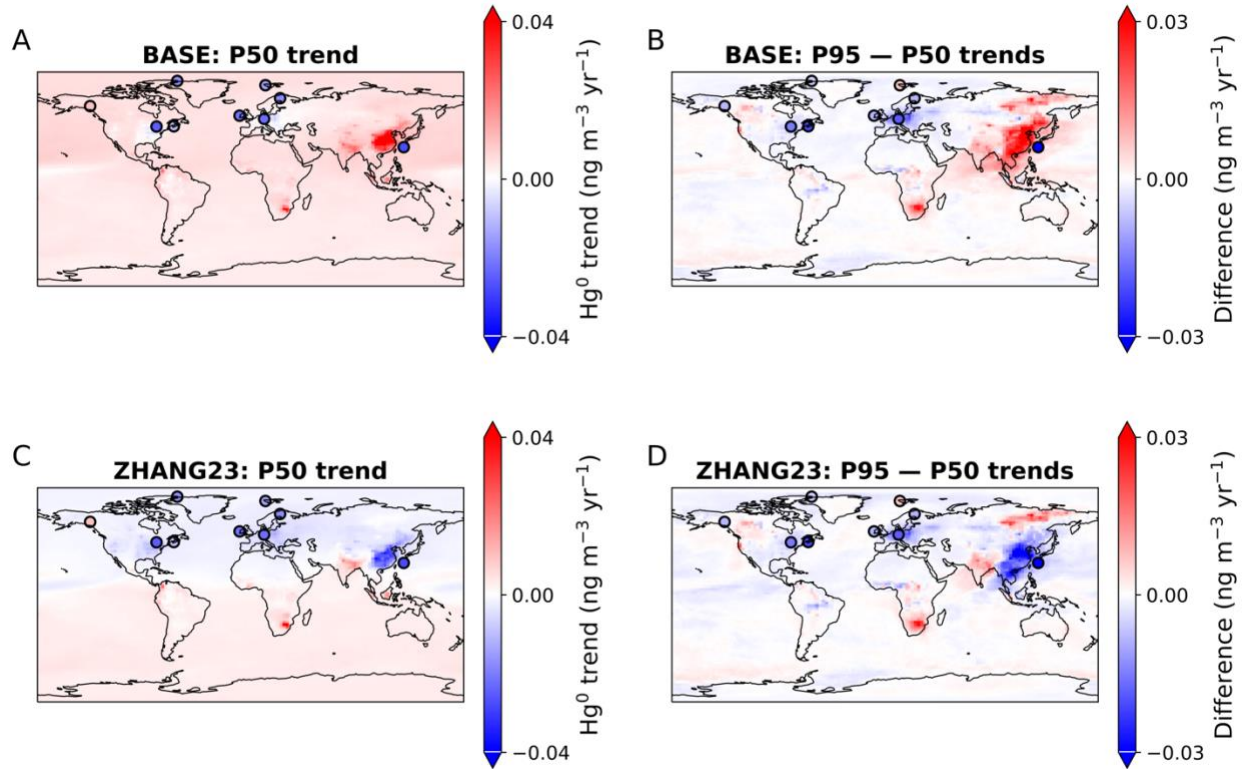 A
BASE: P50 trend
0.04
0.00
−0.04
Hg⁰ trend (ng m⁻³ yr⁻¹)
B
BASE: P95 — P50 trends
0.03
0.00
−0.03
Difference (ng m⁻³ yr⁻¹)
C
ZHANG23: P50 trend
0.04
0.00
−0.04
Hg⁰ trend (ng m⁻³ yr⁻¹)
D
ZHANG23: P95 — P50 trends
0.03
0.00
−0.03
Difference (ng m⁻³ yr⁻¹)